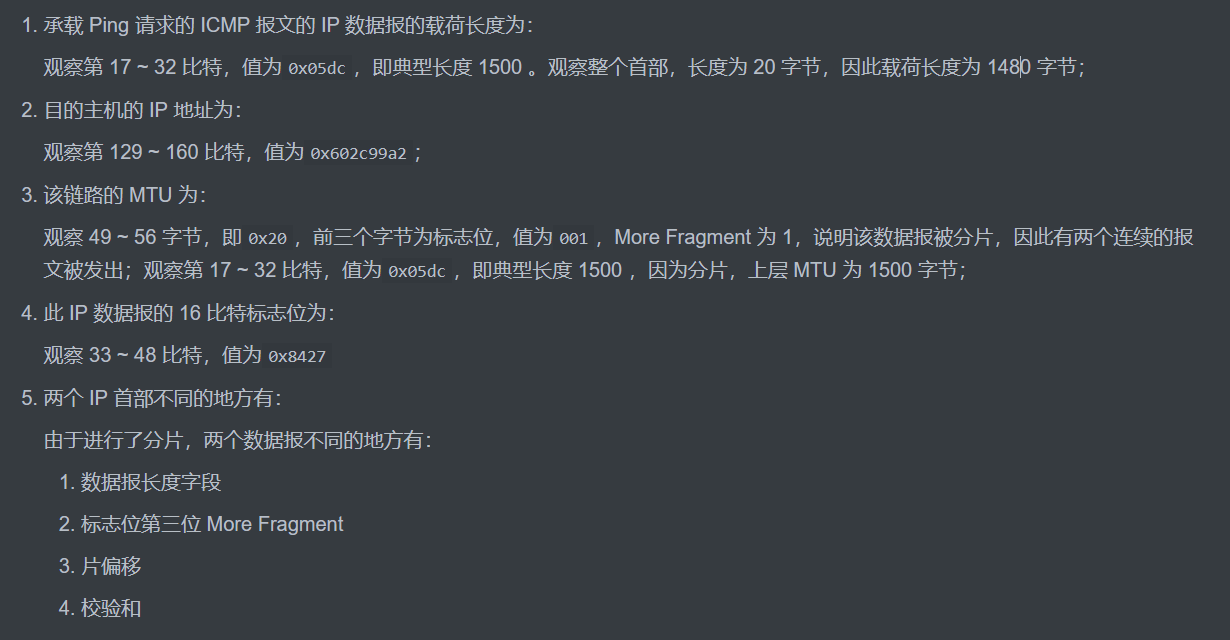 1. 承载 Ping 请求的 ICMP 报文的 IP 数据报的载荷长度为：
观察第 17 ~ 32 比特，值为 0x05dc ，即典型长度 1500 。观察整个首部，长度为 20 字节，因此载荷长度为 1480 字节；
2. 目的主机的 IP 地址为：
观察第 129 ~ 160 比特，值为 0x602c99a2 ；
3. 该链路的 MTU 为：
观察 49 ~ 56 字节，即 0x20 ，前三个字节为标志位，值为 001 ，More Fragment 为 1，说明该数据报被分片，因此有两个连续的报
文被发出；观察第 17 ~ 32 比特，值为 0x05dc ，即典型长度 1500 ，因为分片，上层 MTU 为 1500 字节；
4. 此 IP 数据报的 16 比特标志位为：
观察 33 ~ 48 比特，值为 0x8427
5. 两个 IP 首部不同的地方有：
由于进行了分片，两个数据报不同的地方有：
1. 数据报长度字段
2. 标志位第三位 More Fragment
3. 片偏移
4. 校验和